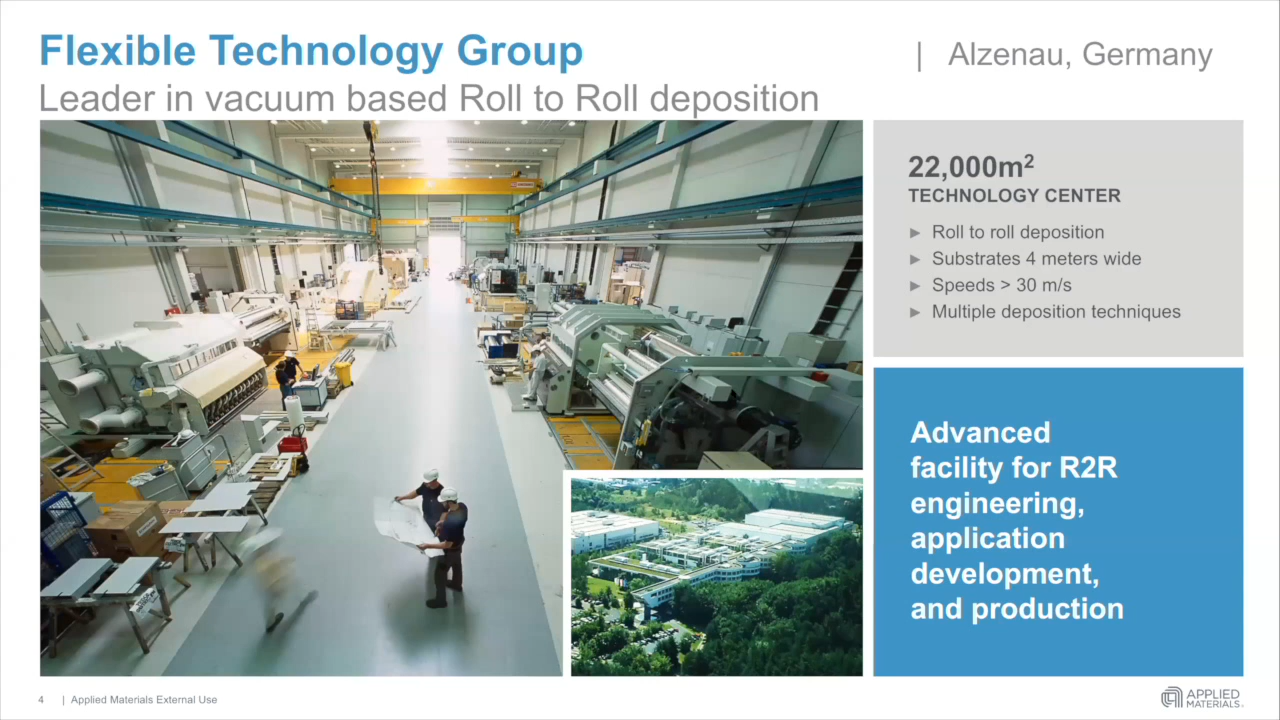 Flexible Technology Group
| Alzenau, Germany
Leader in vacuum based Roll to Roll deposition
22,000m²
TECHNOLOGY CENTER
► Roll to roll deposition
► Substrates 4 meters wide
► Speeds > 30 m/s
► Multiple deposition techniques
Advanced
facility for R2R
engineering,
application
development,
and production
4 | Applied Materials External Use
APPLIED
MATERIALS